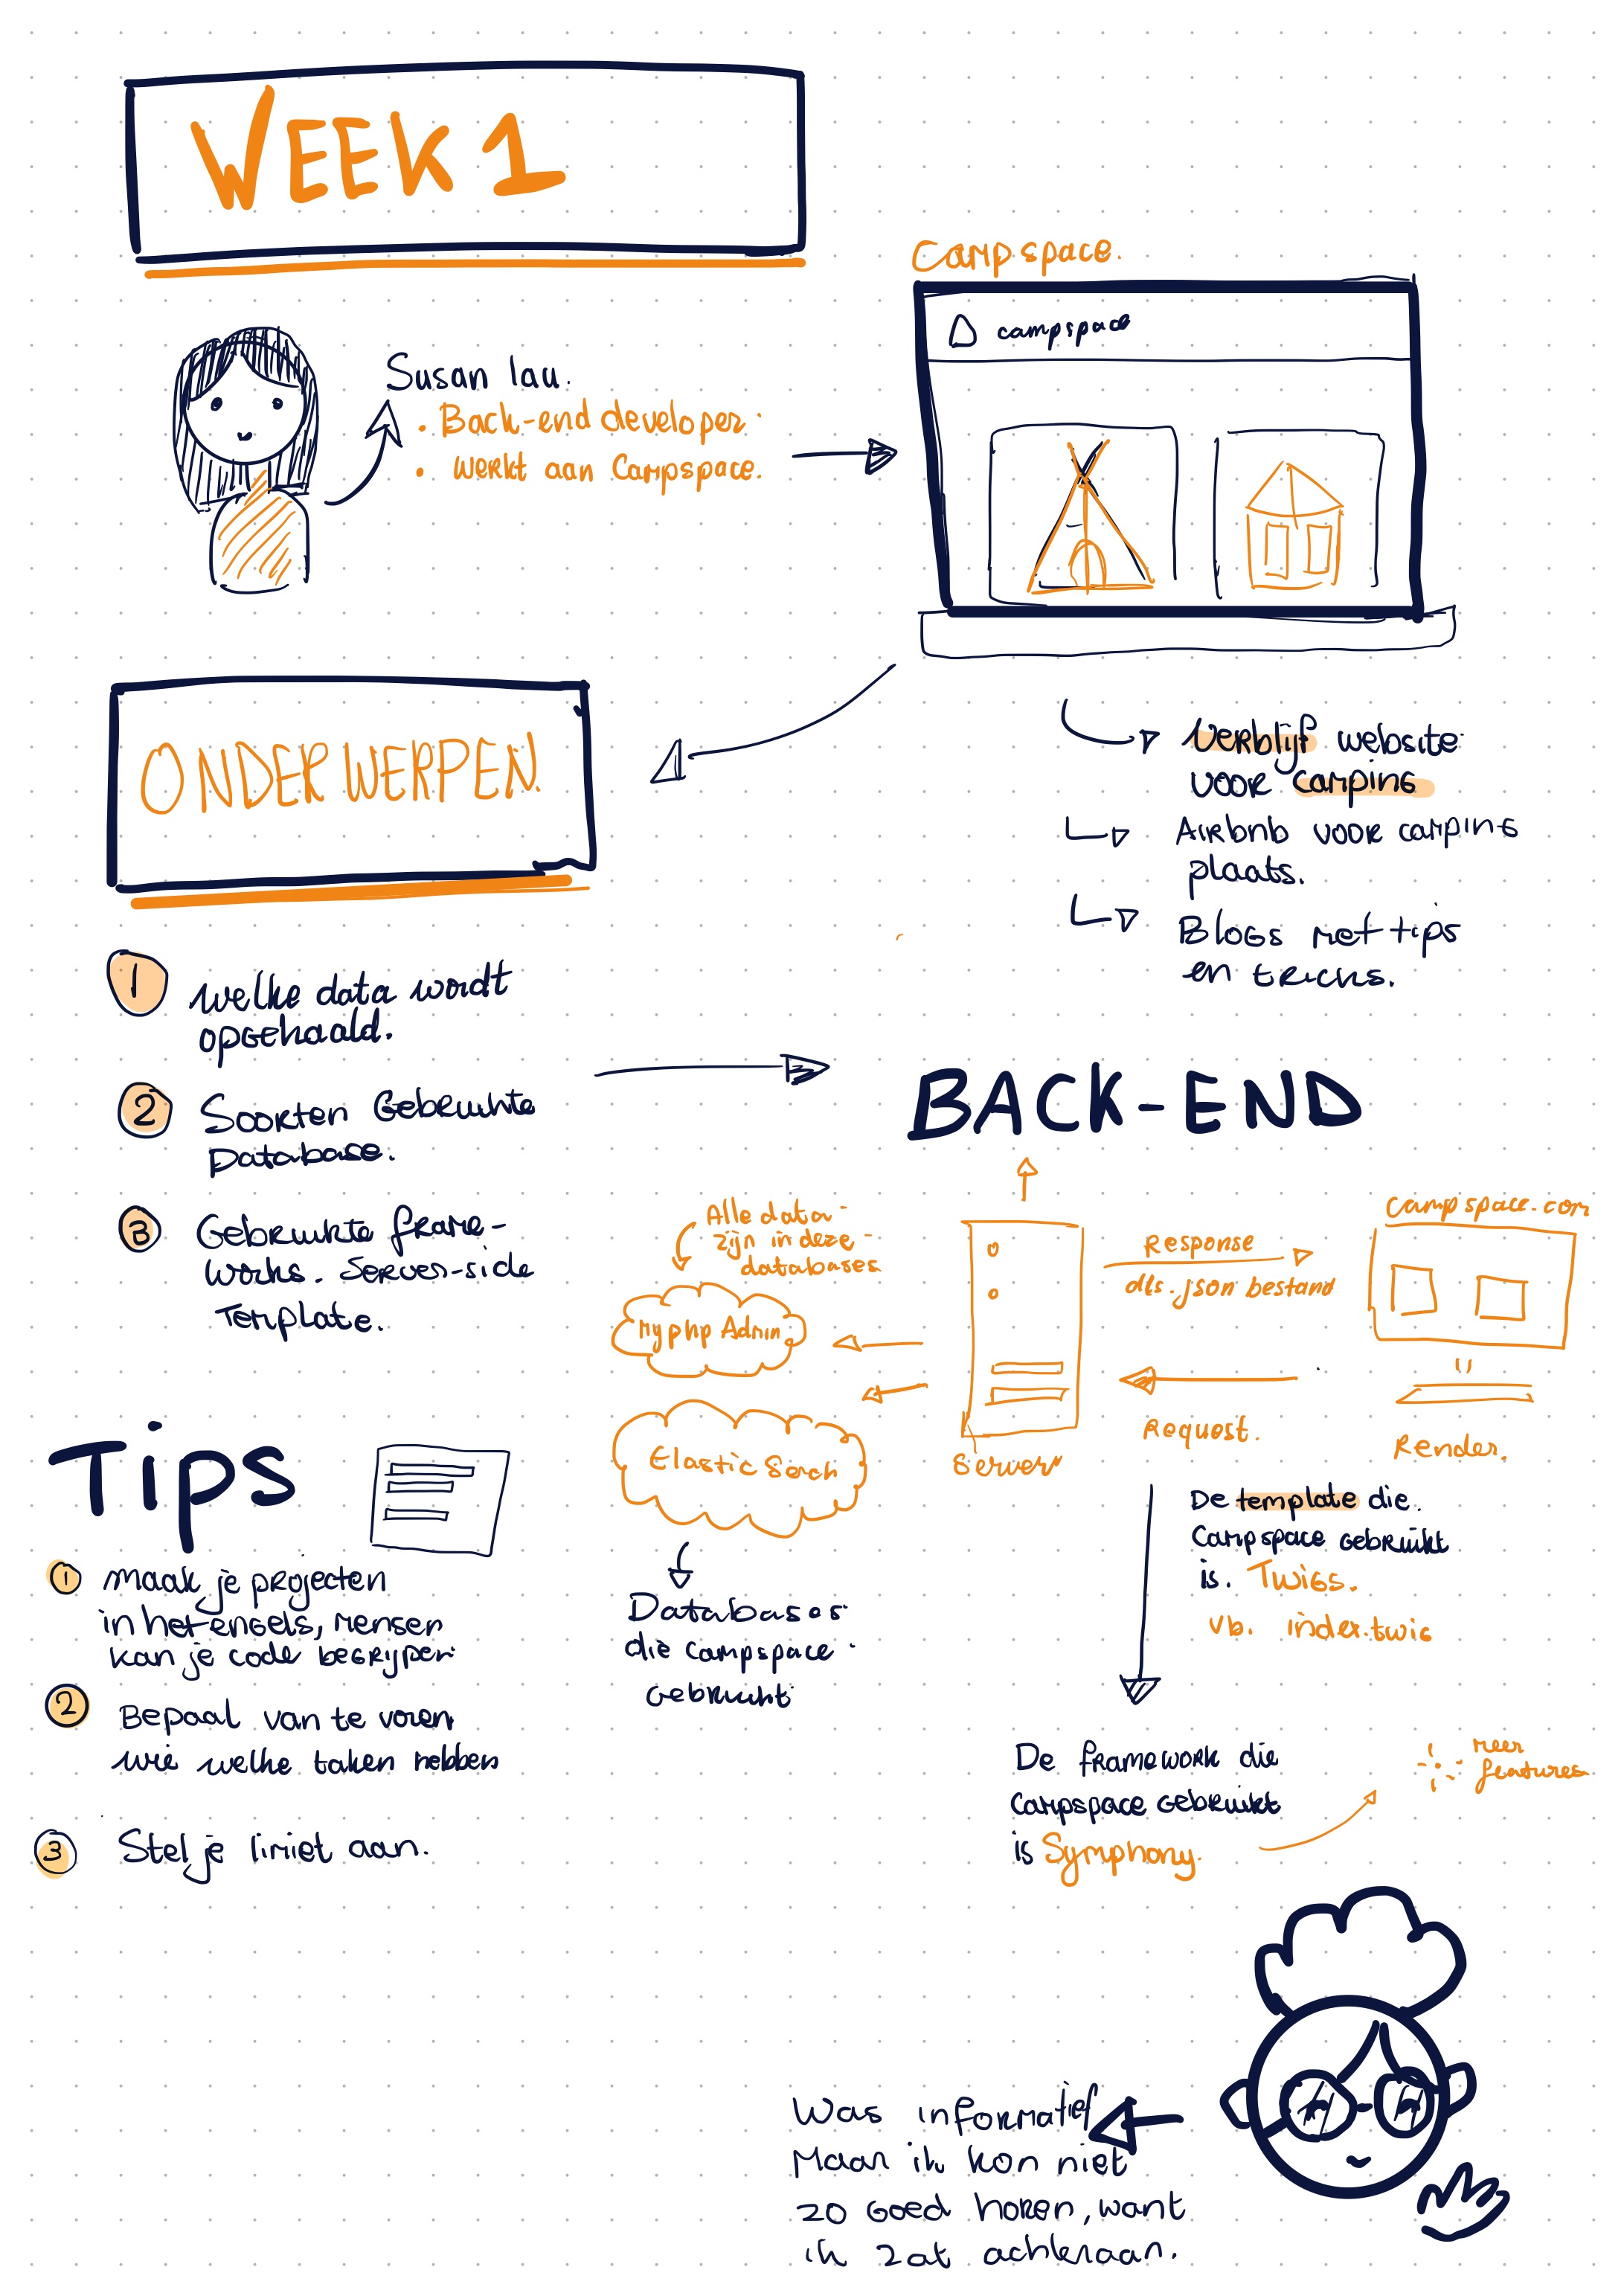 WEEK 1
Campspace.
campspace
Susan lau.
• Back-end developer.
• werkt aan Campspace.
ONDERWERPEN.
Verblijf website
voor camping
Airbnb voor camping
plaats.
Blogs met tips
en tricks.
1 welke data wordt
opgehaald.
2 Soorten Gebruikte
Database.
3 Gebruikte frame-
works. Server-side
Template.
BACK-END
Alle data
zijn in deze
databases
My php Admin
Elastic Serch
Databases
die campspace
Gebruikt
Server
Response
dls. json bestand
Request.
Campspace.com
Render.
De template die
Campspace gebruikt
is. Twigs.
vb. index.twig
De framework die
Campspace gebruikt
is Symphony.
meer
features
Tips
1 maak je projecten
in het engels, mensen
kan je code begrijpen
2 Bepaal van te voren
wie welke taken hebben
3 Stel je limiet aan.
Was informatief
Maar ik kon niet
zo goed horen, want
ik zat achteraan.